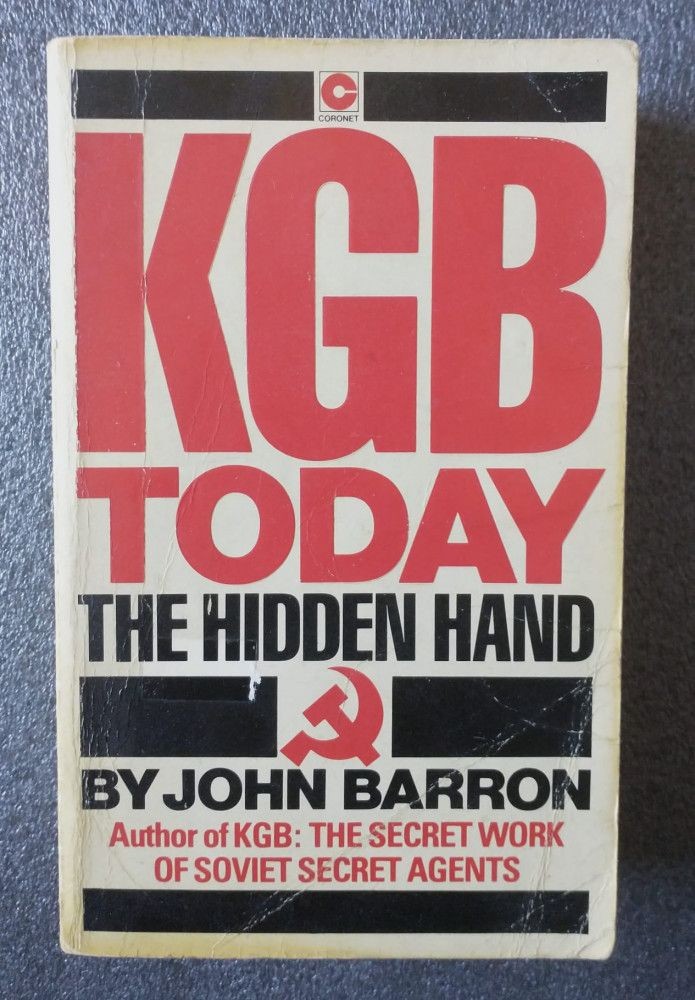 CORONET
KGB
TODAY
THE HIDDEN HAND
BY JOHN BARRON
Author of KGB: THE SECRET WORK
OF SOVIET SECRET AGENTS